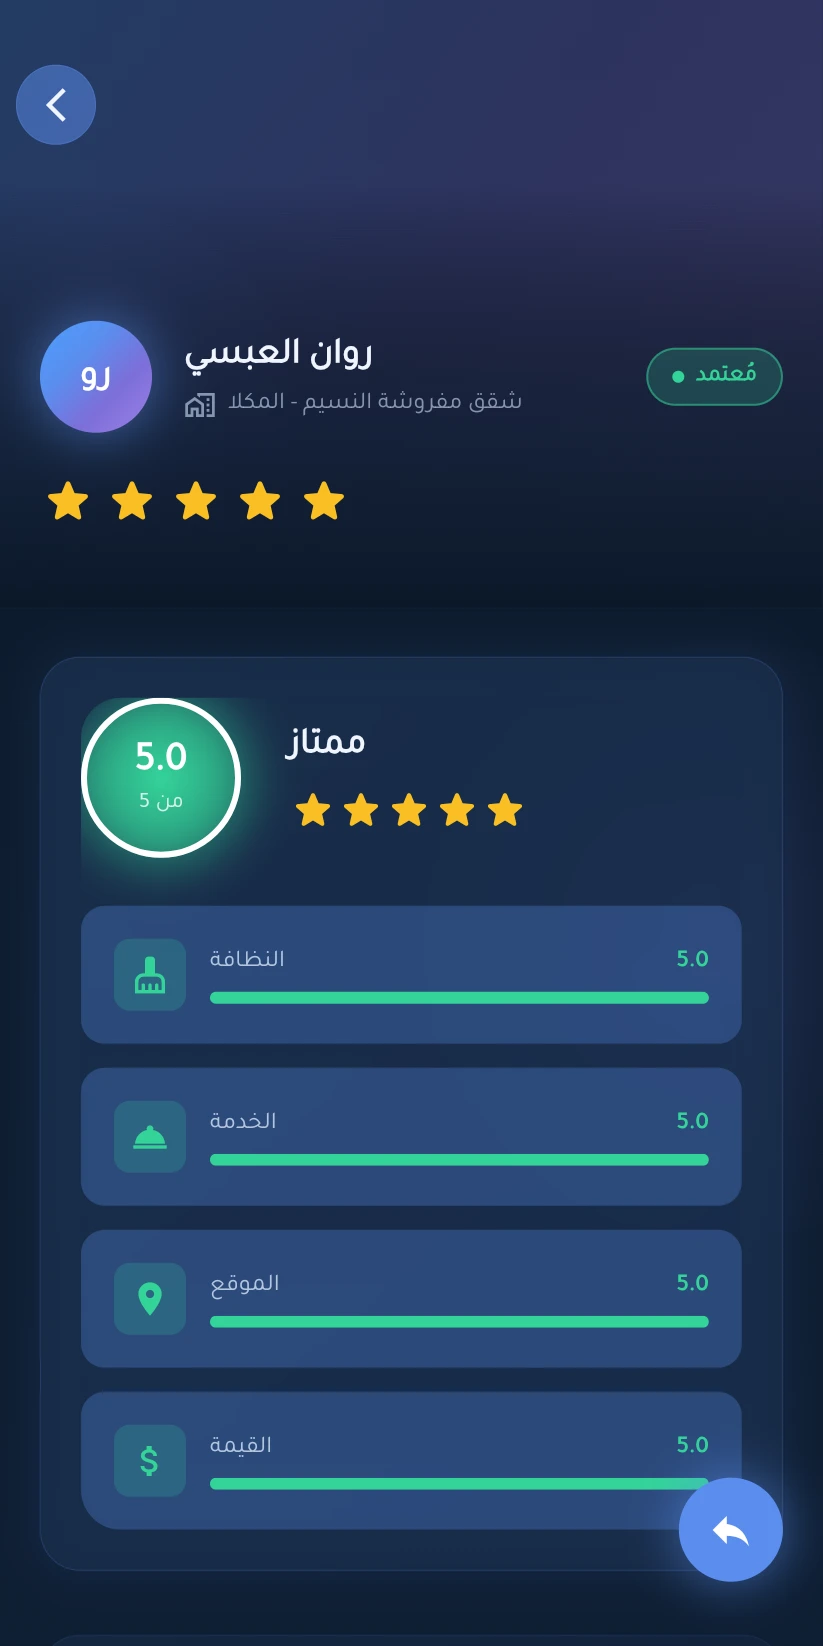 رو
روان العبسي
شقق مفروشة النسيم - المكلا
مُعتمد
5.0
من 5
ممتاز
النظافة
5.0
الخدمة
5.0
الموقع
5.0
القيمة
5.0